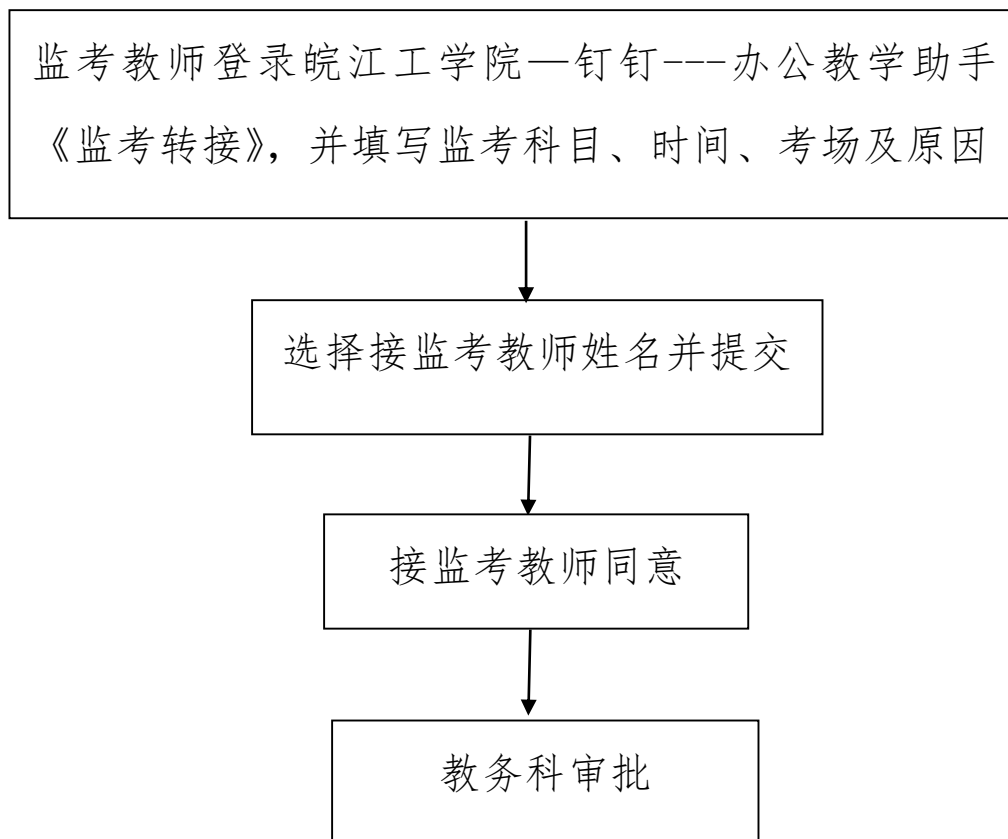 监考教师登录皖江工学院—钉钉---办公教学助手
《监考转接》，并填写监考科目、时间、考场及原因
选择接监考教师姓名并提交
接监考教师同意
教务科审批